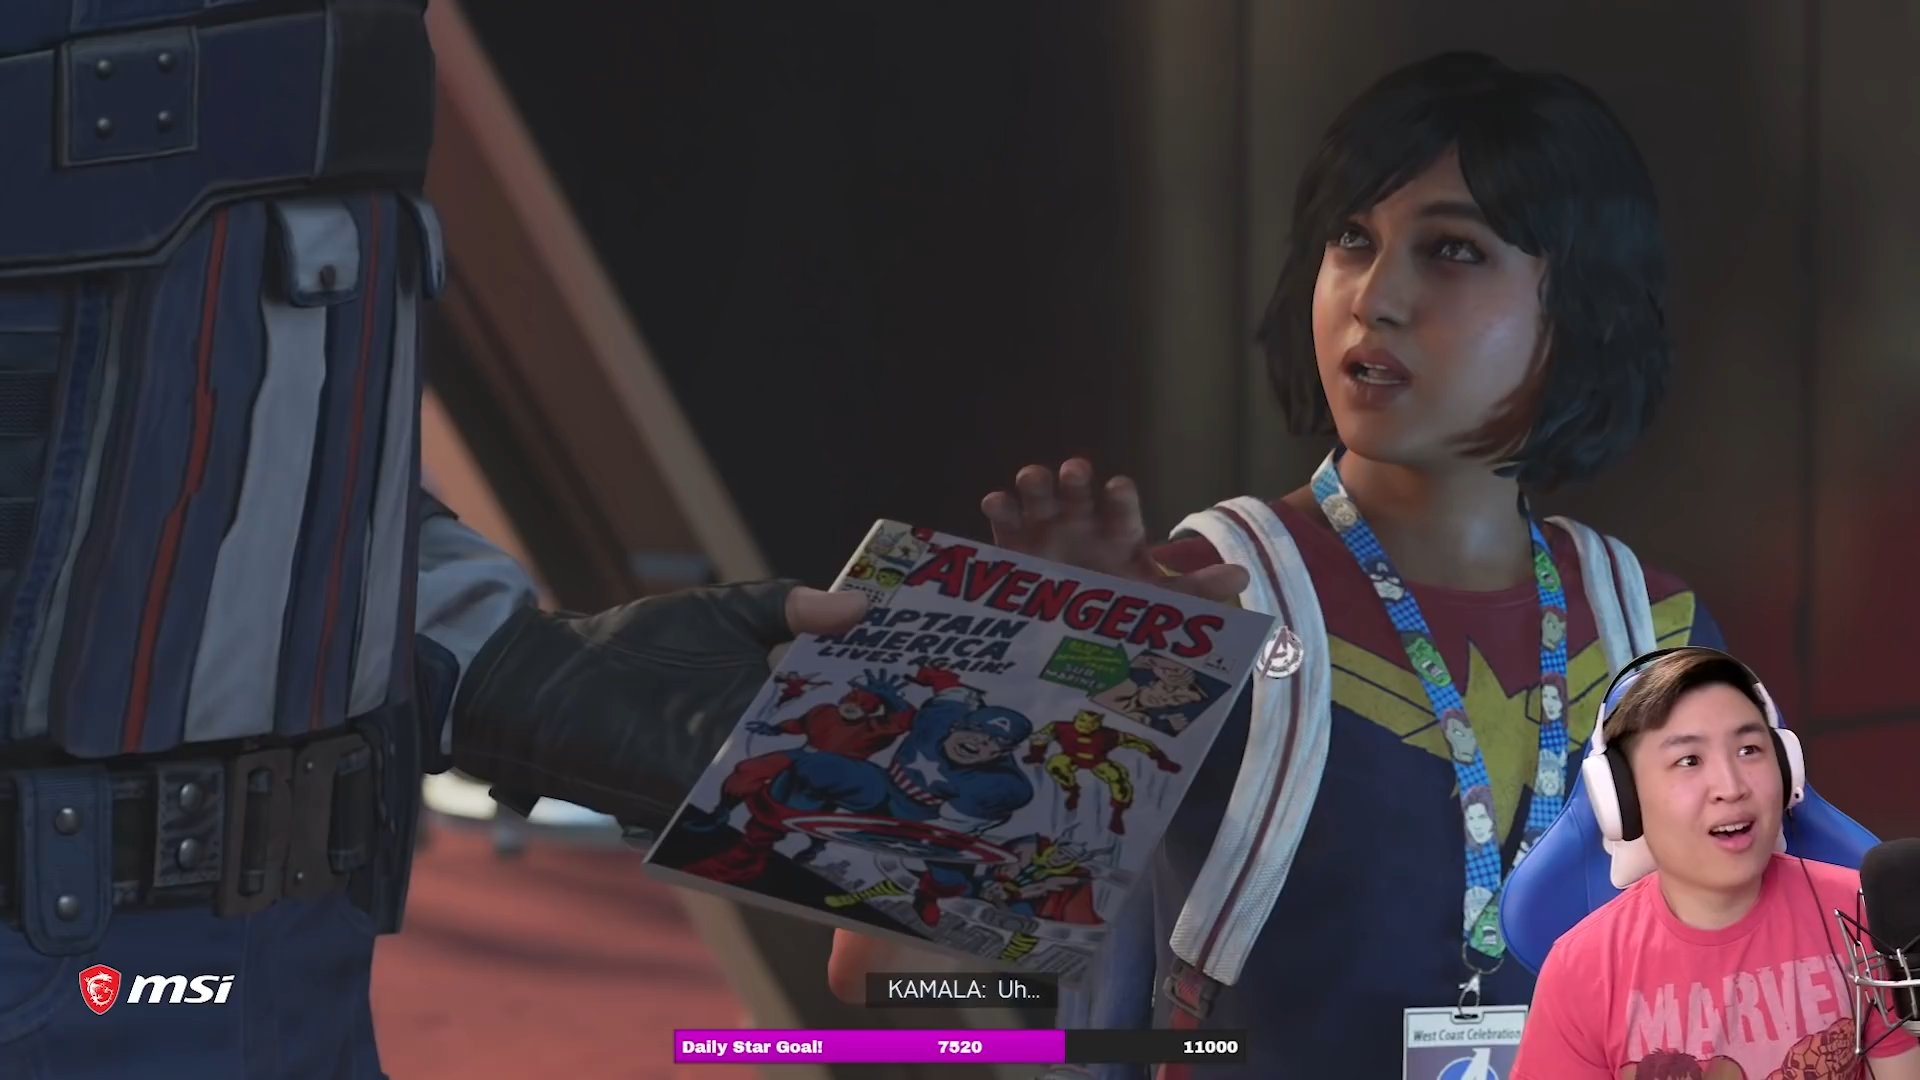 AVENGERS
CAPTAIN
AMERICA
LIVES AGAIN!
SUB
MARINER
msi
KAMALA: Uh...
Daily Star Goal! 7520 11000
West Coast Celebration
MARVEL